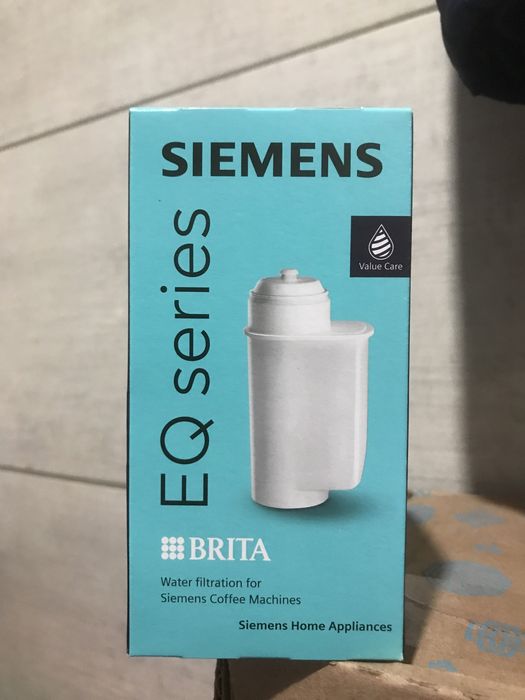 SIEMENS
EQ series
Value Care
BRITA
Water filtration for
Siemens Coffee Machines
Siemens Home Appliances